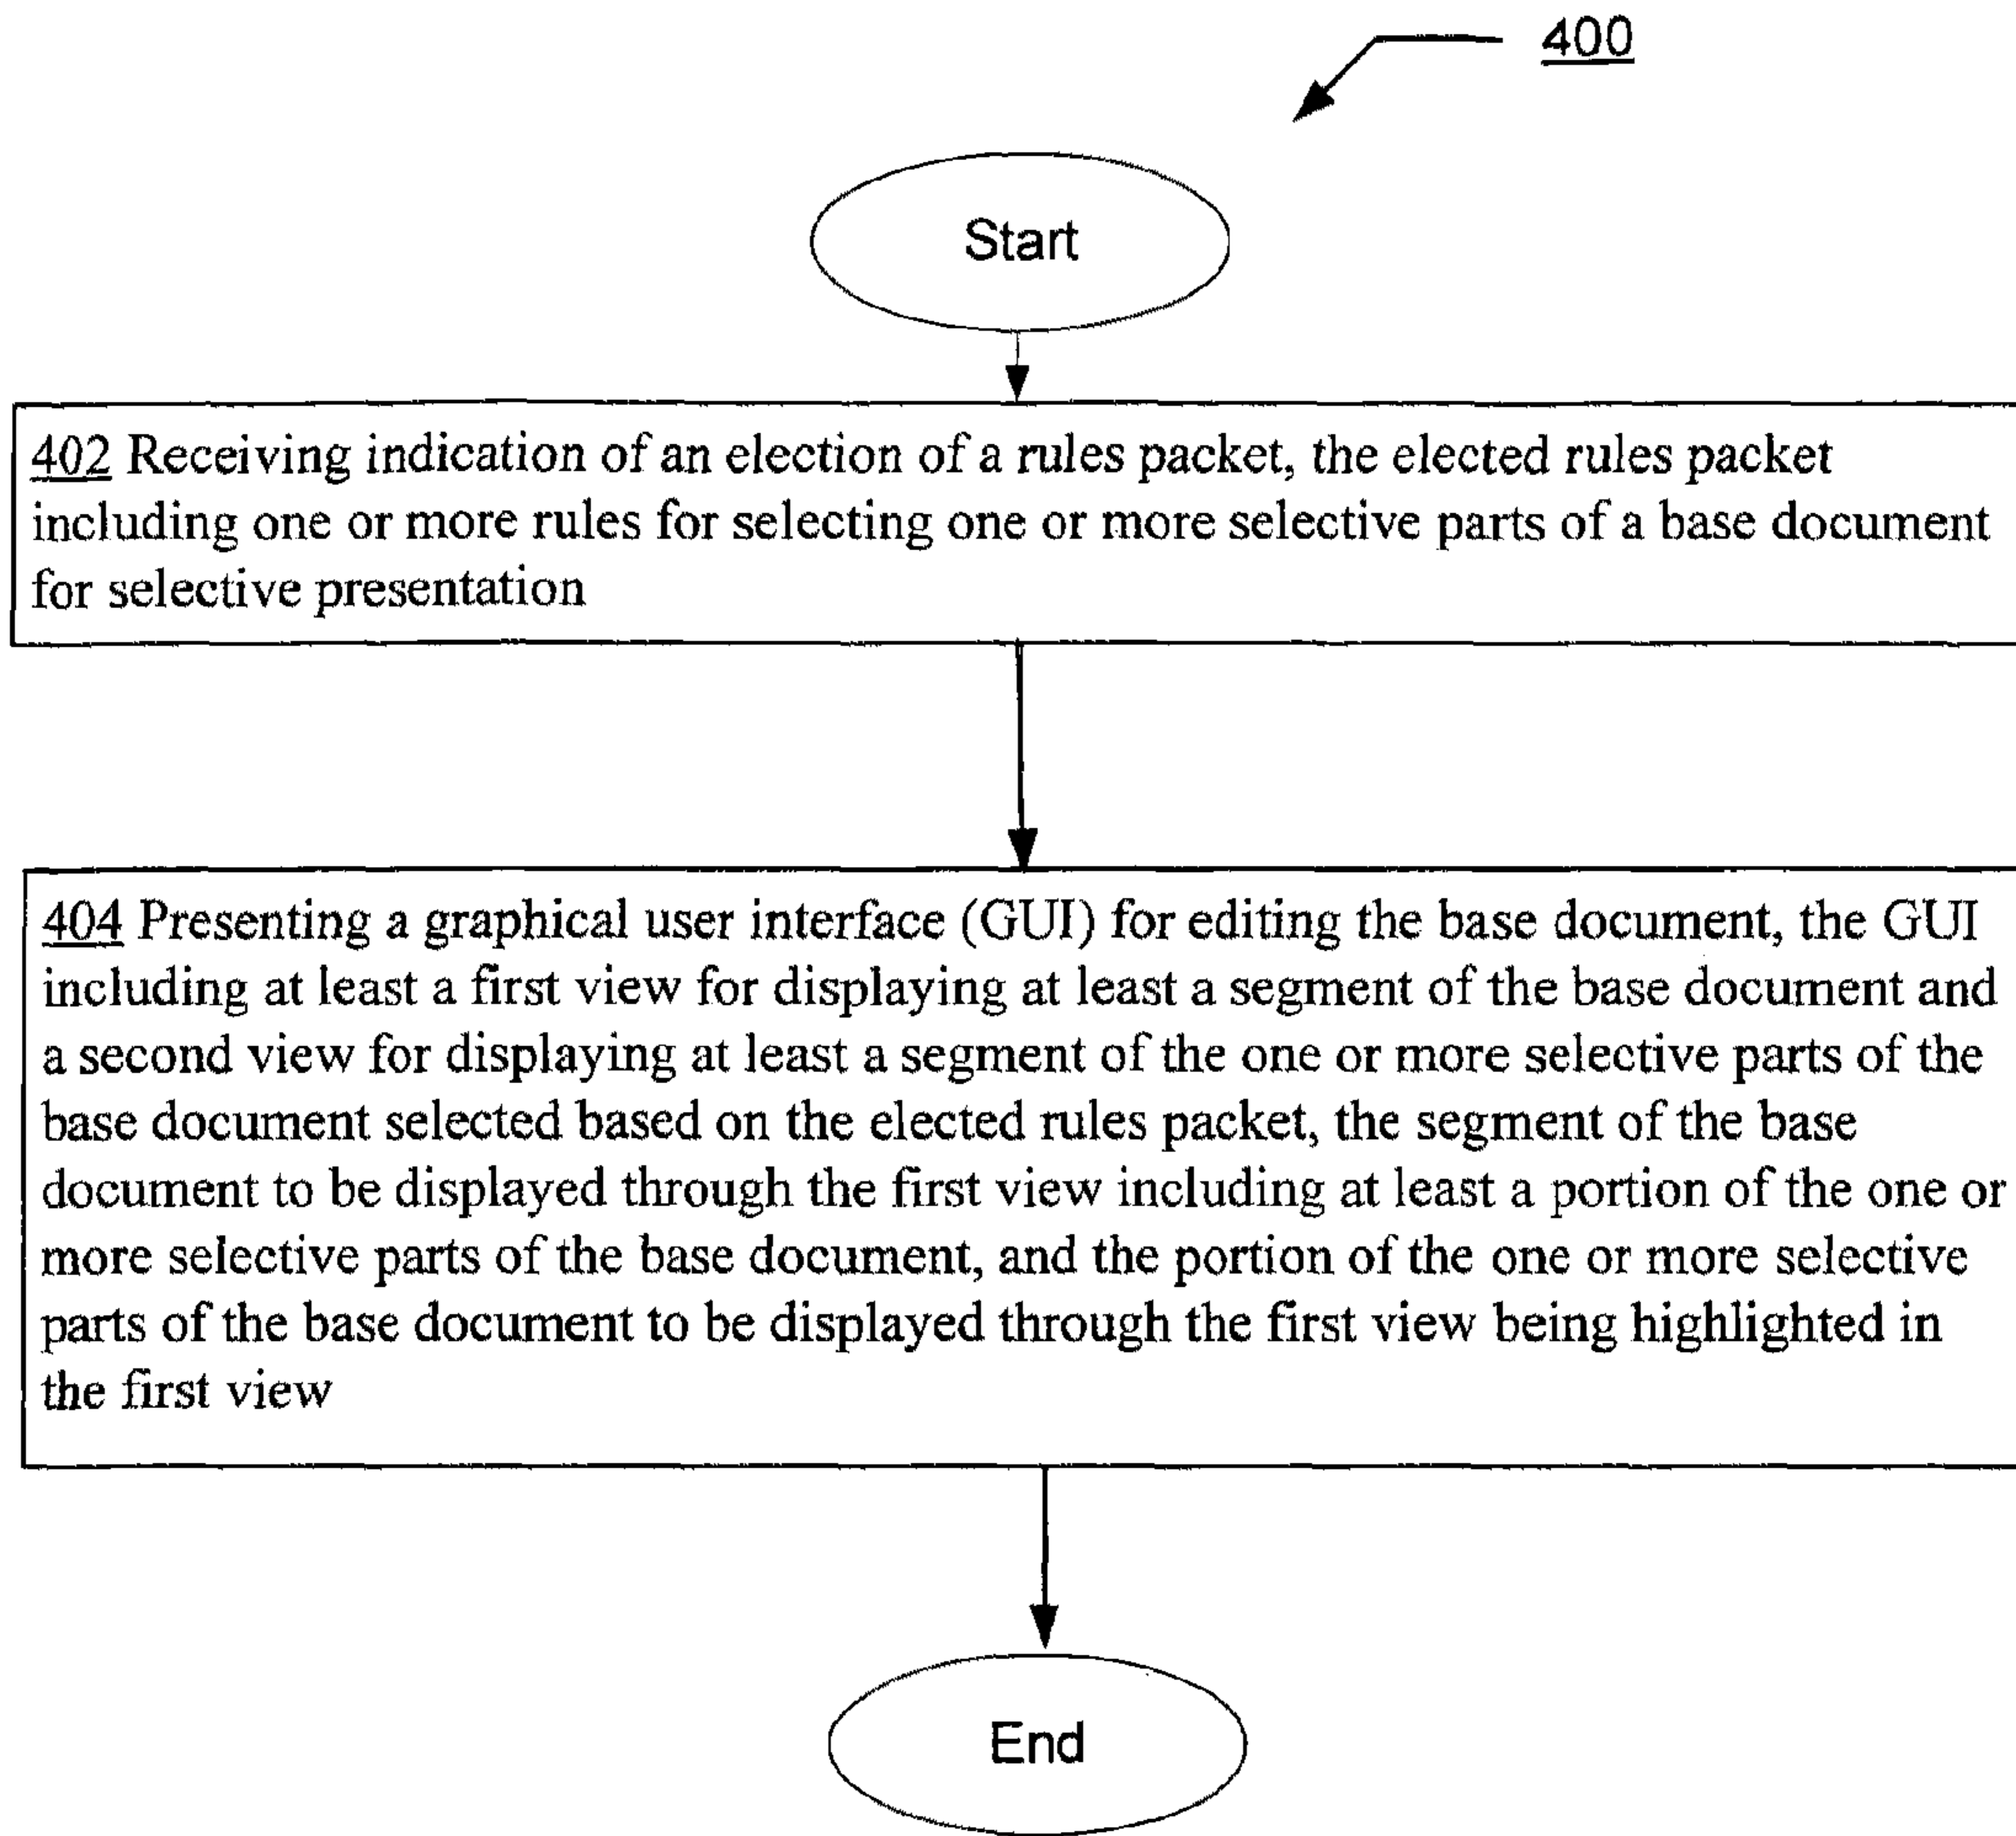 400
Start
402 Receiving indication of an election of a rules packet, the elected rules packet
including one or more rules for selecting one or more selective parts of a base document
for selective presentation
404 Presenting a graphical user interface (GUI) for editing the base document, the GUI
including at least a first view for displaying at least a segment of the base document and
a second view for displaying at least a segment of the one or more selective parts of the
base document selected based on the elected rules packet, the segment of the base
document to be displayed through the first view including at least a portion of the one or
more selective parts of the base document, and the portion of the one or more selective
parts of the base document to be displayed through the first view being highlighted in
the first view
End